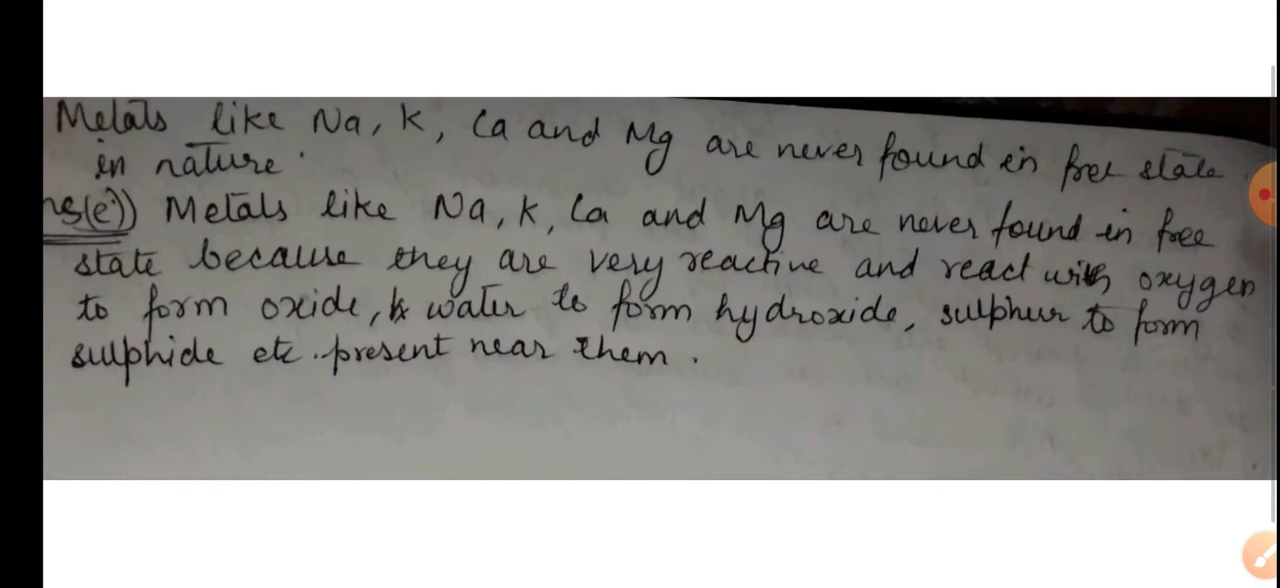 Metals like Na, K, Ca and Mg are never found in free state
in nature.
ns(e)) Metals like Na, K, Ca and Mg are never found in free
state because they are very reactive and react with oxygen
to form oxide, water to form hydroxide, sulphur to form
sulphide etc. present near them.